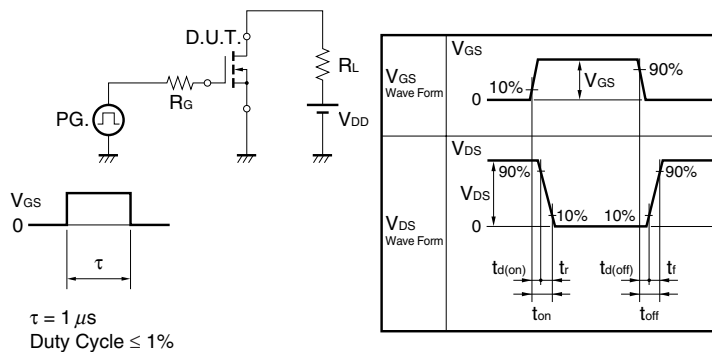 D.U.T.
RL
RG
PG.
VDD
VGS
0
τ
τ = 1 μs
Duty Cycle ≤ 1%
VGS
Wave Form
VGS
10%
VGS
90%
0
VDS
Wave Form
VDS
90%
90%
VDS
10%
10%
0
td(on)
tr
td(off)
tf
ton
toff